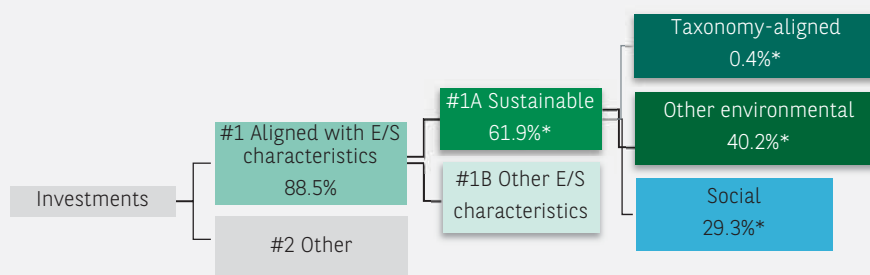 Investments
#1 Aligned with E/S
characteristics
88.5%
#2 Other
#1A Sustainable
61.9%*
#1B Other E/S
characteristics
Taxonomy-aligned
0.4%*
Other environmental
40.2%*
Social
29.3%*